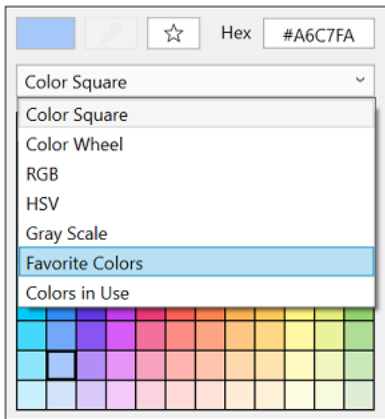 Hex #A6C7FA
Color Square
Color Square
Color Wheel
RGB
HSV
Gray Scale
Favorite Colors
Colors in Use